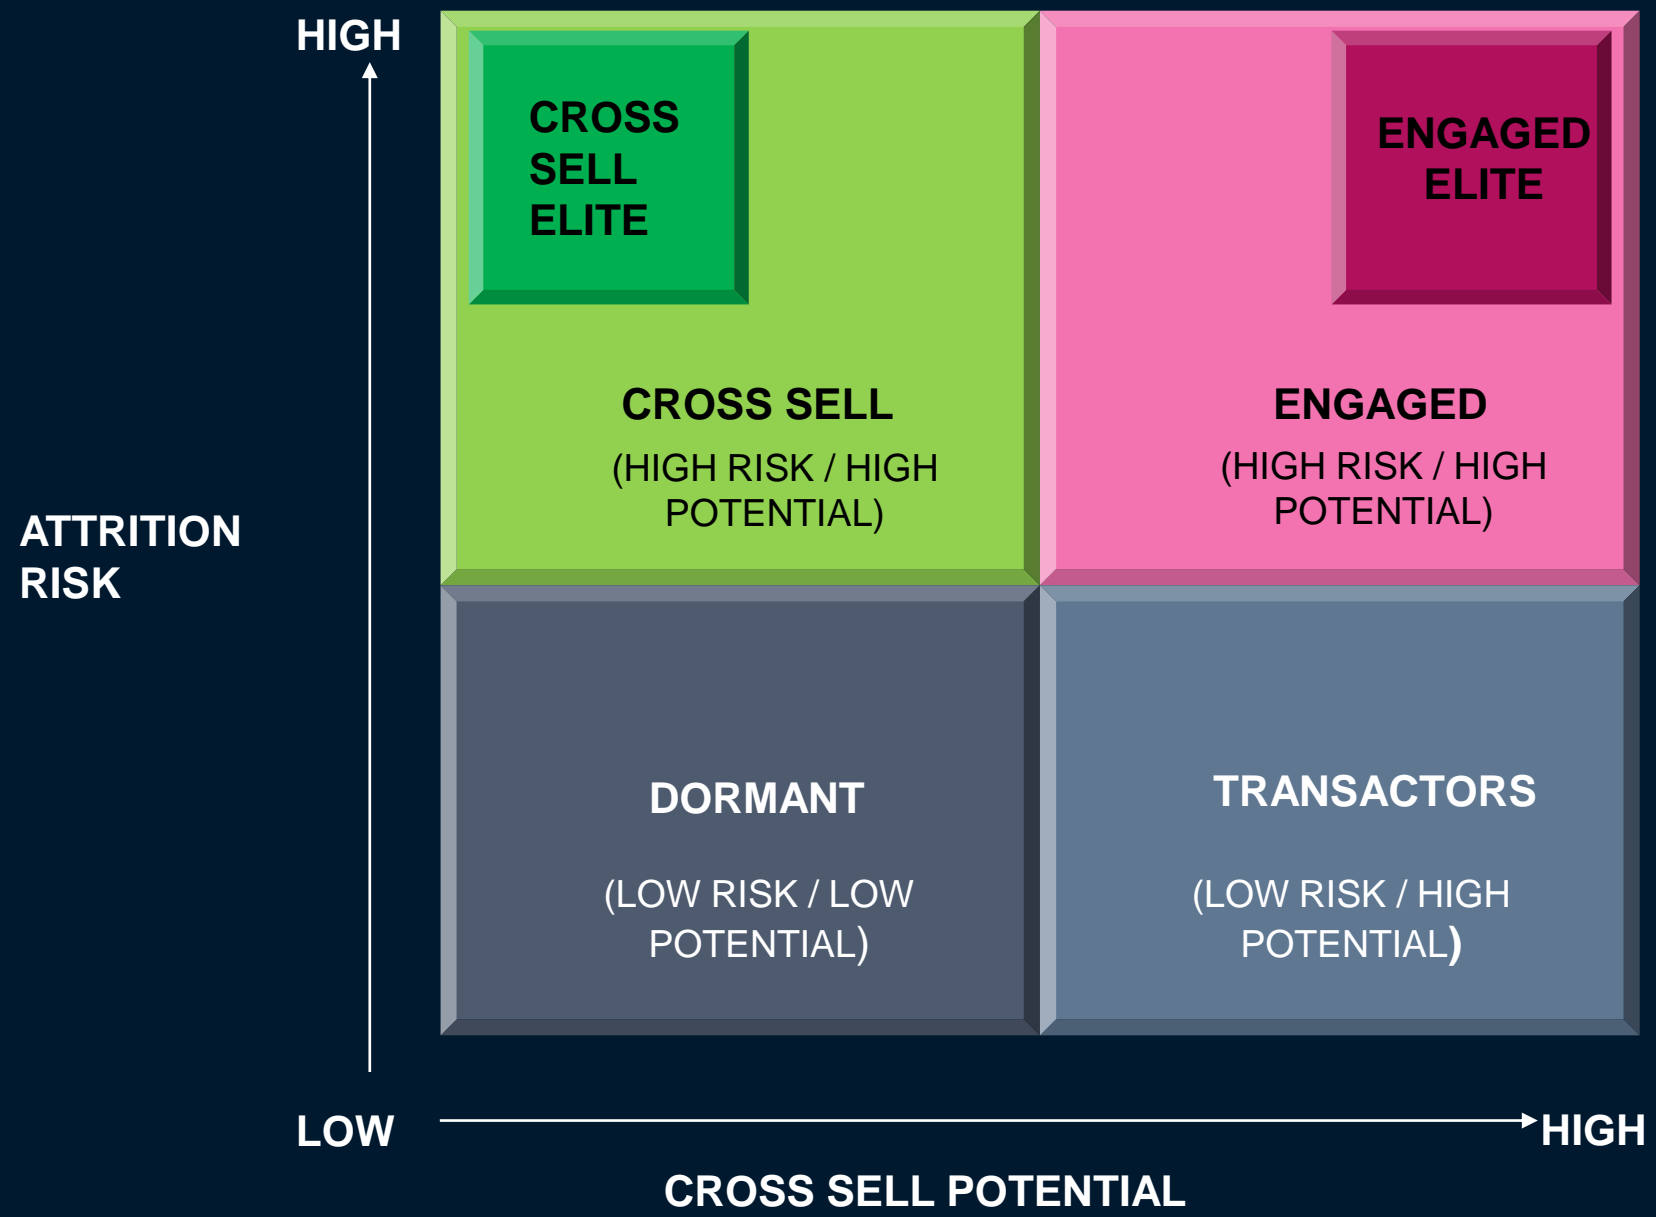 HIGH
CROSS
SELL
ELITE
ENGAGED
ELITE
CROSS SELL
(HIGH RISK / HIGH
POTENTIAL)
ENGAGED
(HIGH RISK / HIGH
POTENTIAL)
ATTRITION
RISK
DORMANT
(LOW RISK / LOW
POTENTIAL)
TRANSACTORS
(LOW RISK / HIGH
POTENTIAL)
LOW
HIGH
CROSS SELL POTENTIAL